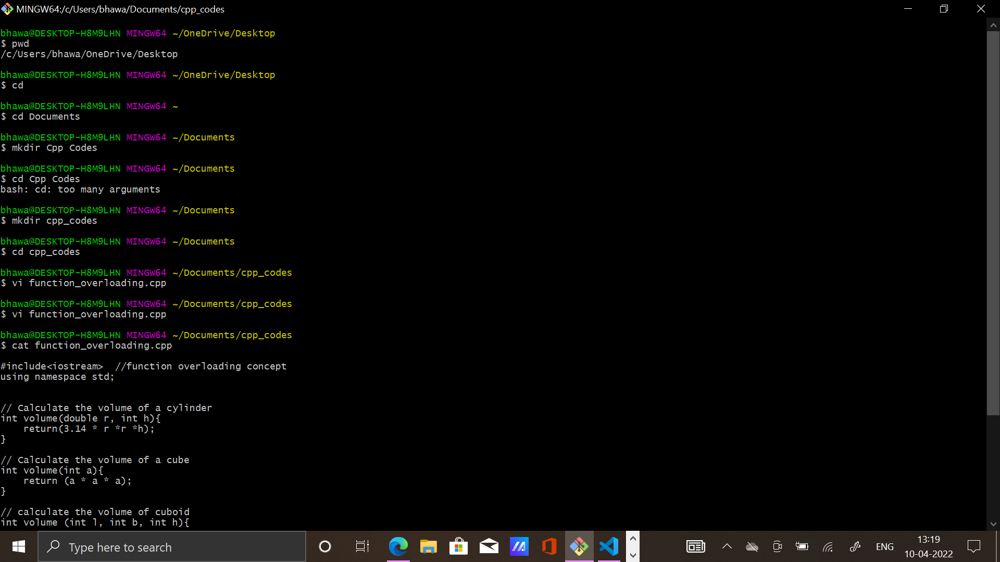 MINGW64:/c/Users/bhawa/Documents/cpp_codes
bhawa@DESKTOP-H8M9LHN MINGW64 ~/OneDrive/Desktop
$ pwd
/c/Users/bhawa/OneDrive/Desktop
bhawa@DESKTOP-H8M9LHN MINGW64 ~/OneDrive/Desktop
$ cd
bhawa@DESKTOP-H8M9LHN MINGW64 ~
$ cd Documents
bhawa@DESKTOP-H8M9LHN MINGW64 ~/Documents
$ mkdir Cpp Codes
bhawa@DESKTOP-H8M9LHN MINGW64 ~/Documents
$ cd Cpp Codes
bash: cd: too many arguments
bhawa@DESKTOP-H8M9LHN MINGW64 ~/Documents
$ mkdir cpp_codes
bhawa@DESKTOP-H8M9LHN MINGW64 ~/Documents
$ cd cpp_codes
bhawa@DESKTOP-H8M9LHN MINGW64 ~/Documents/cpp_codes
$ vi function_overloading.cpp
bhawa@DESKTOP-H8M9LHN MINGW64 ~/Documents/cpp_codes
$ vi function_overloading.cpp
bhawa@DESKTOP-H8M9LHN MINGW64 ~/Documents/cpp_codes
$ cat function_overloading.cpp
#include<iostream>  //function overloading concept
using namespace std;
// Calculate the volume of a cylinder
int volume(double r, int h){
    return(3.14 * r *r *h);
}
// Calculate the volume of a cube
int volume(int a){
    return (a * a * a);
}
// calculate the volume of cuboid
int volume (int l, int b, int h){
Type here to search
ENG
13:19
10-04-2022